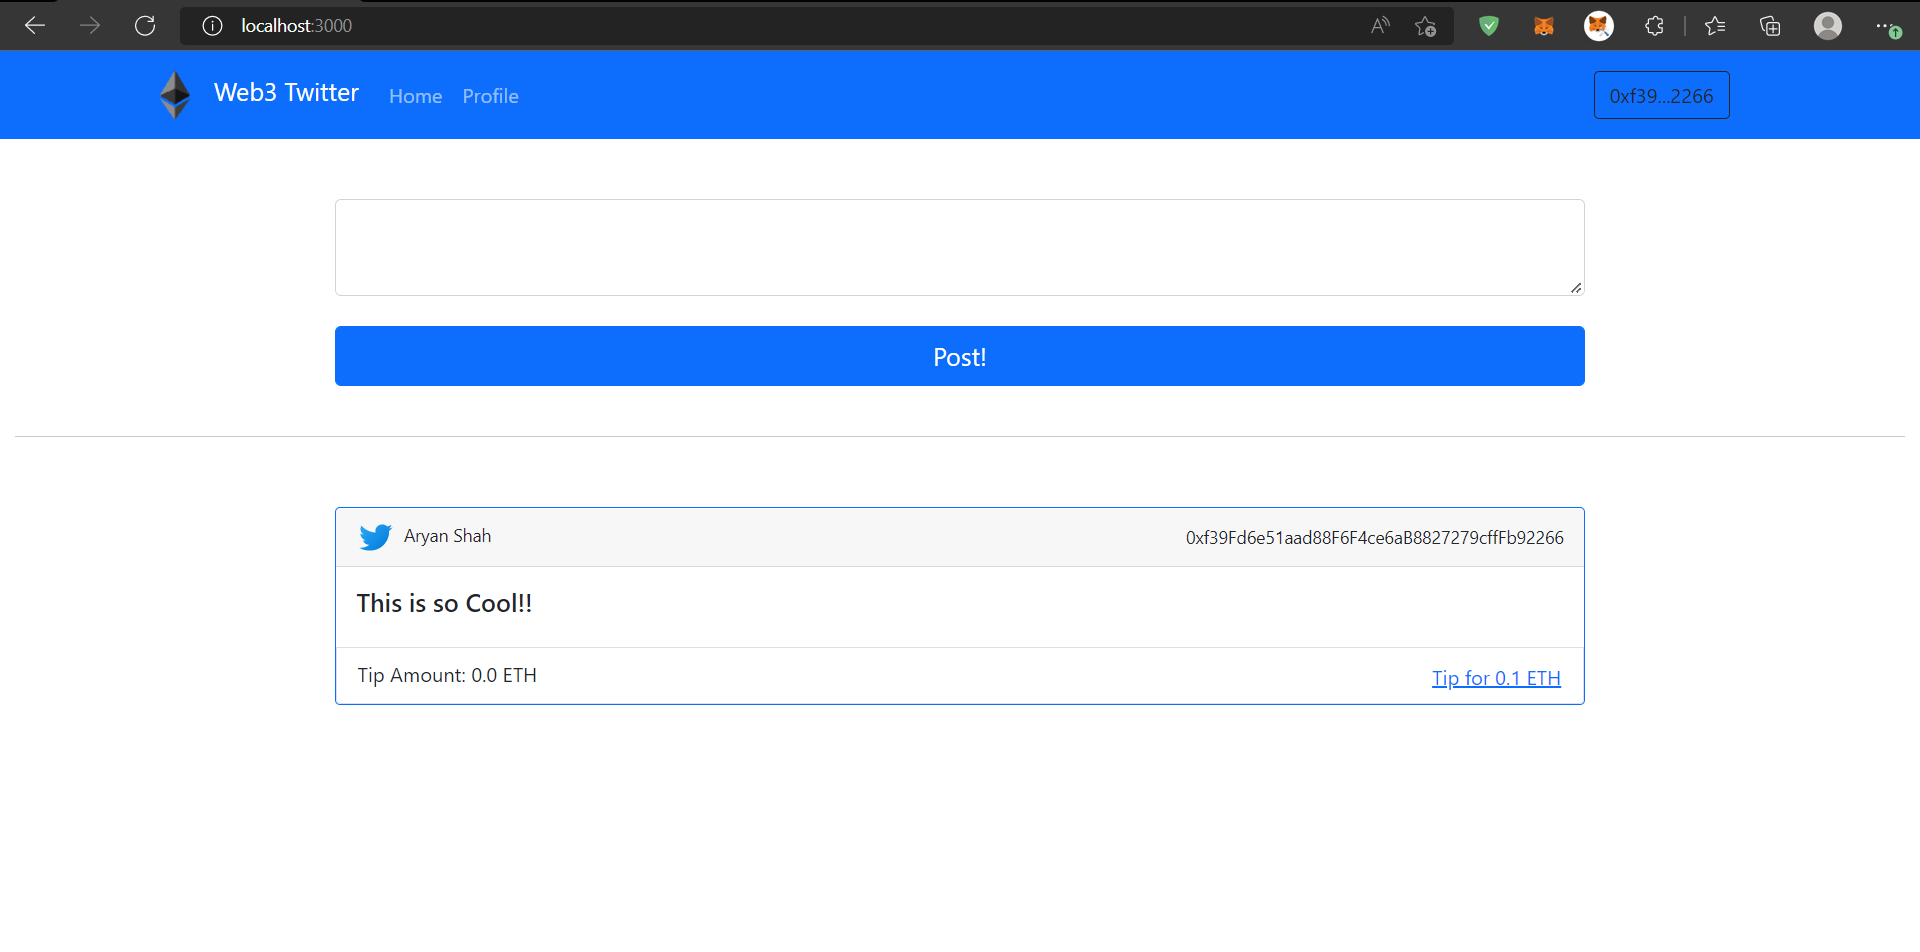 localhost:3000
Web3 Twitter Home Profile 0xf39...2266
Post!
Aryan Shah 0xf39Fd6e51aad88F6F4ce6aB8827279cffFb92266
This is so Cool!!
Tip Amount: 0.0 ETH Tip for 0.1 ETH